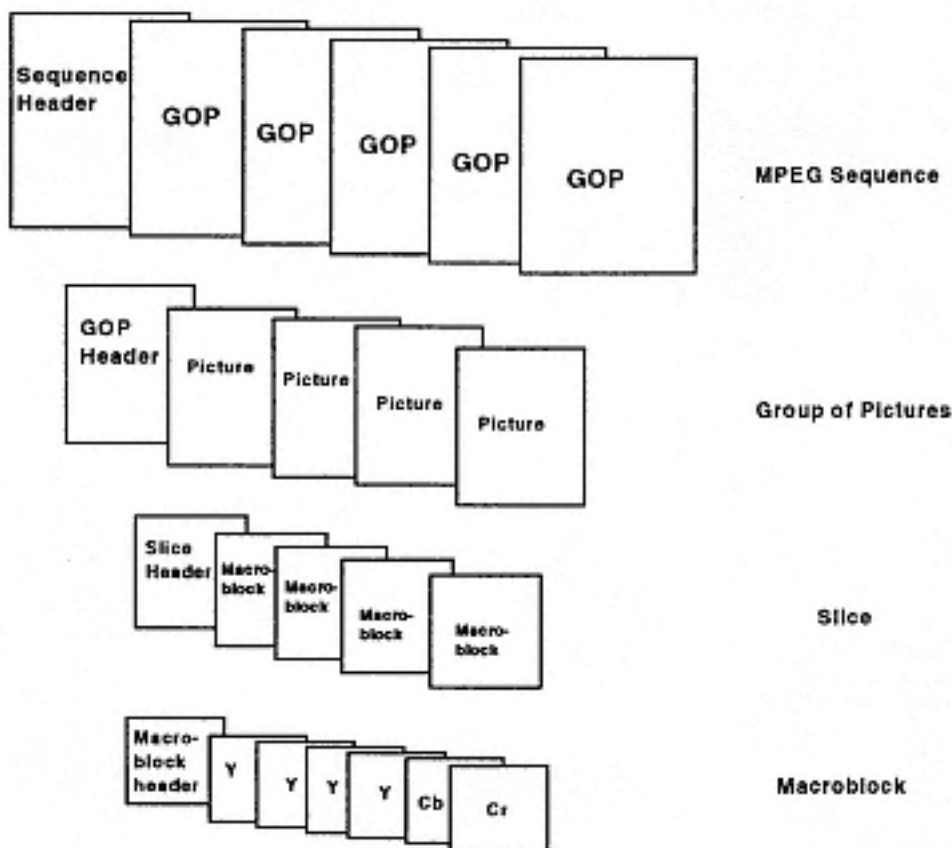 Sequence
Header
GOP
GOP
GOP
GOP
GOP
MPEG Sequence
GOP
Header
Picture
Picture
Picture
Picture
Group of Pictures
Slice
Header
Macro-
block
Macro-
block
Macro-
block
Macro-
block
Slice
Macro-
block
header
Y
Y
Y
Y
Cb
Cr
Macroblock